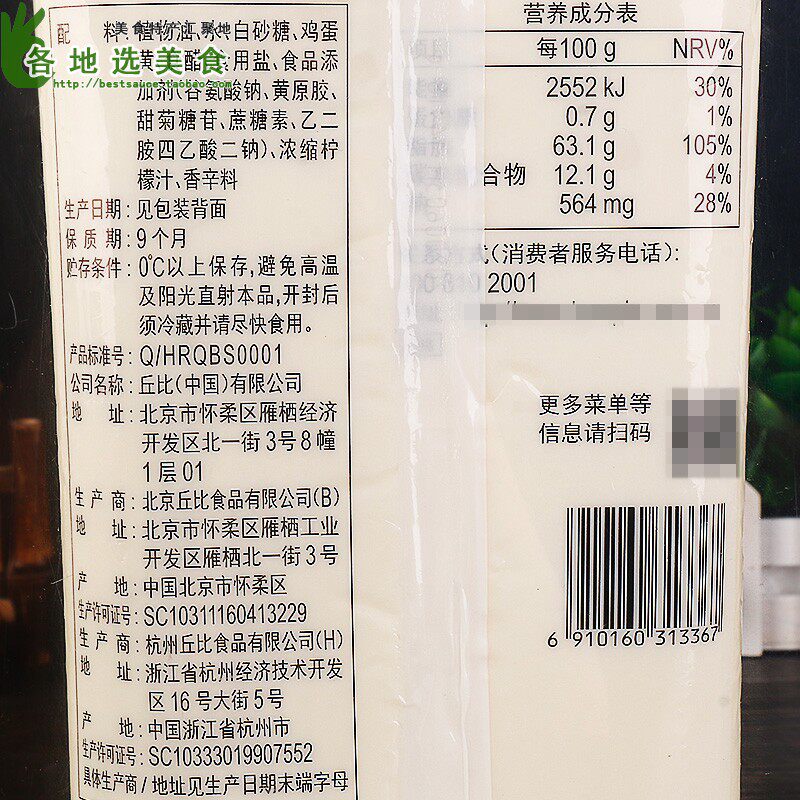 美食特产汇聚地
各地选美食
http://bestsauce.taobao.com/
配 料:植物油、水、白砂糖、鸡蛋
黄、醋、食用盐、食品添
加剂(谷氨酸钠、黄原胶、
甜菊糖苷、蔗糖素、乙二
胺四乙酸二钠)、浓缩柠
檬汁、香辛料
生产日期:见包装背面
保 质 期:9个月
贮存条件:0℃以上保存,避免高温
及阳光直射本品,开封后
须冷藏并请尽快食用。
产品标准号:Q/HRQBS0001
公司名称:丘比(中国)有限公司
地 址:北京市怀柔区雁栖经济
开发区北一街3号8幢
1层01
生 产 商:北京丘比食品有限公司(B)
地 址:北京市怀柔区雁栖工业
开发区雁栖北一街3号
产 地:中国北京市怀柔区
生产许可证号:SC10311160413229
生 产 商:杭州丘比食品有限公司(H)
地 址:浙江省杭州经济技术开发
区16号大街5号
产 地:中国浙江省杭州市
生产许可证号:SC10333019907552
具体生产商/地址见生产日期末端字母
营养成分表
每100 g NRV%
2552 kJ 30%
0.7 g 1%
63.1 g 105%
合物 12.1 g 4%
564 mg 28%
式(消费者服务电话):
2001
更多菜单等
信息请扫码
6 910160 313367